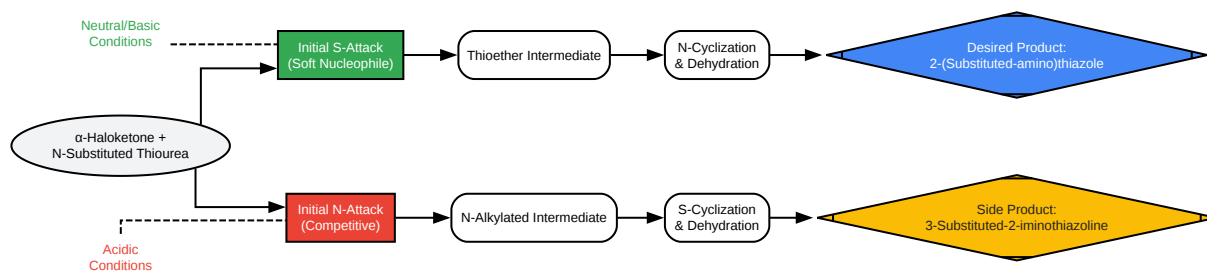 Neutral/Basic
Conditions
Initial S-Attack
(Soft Nucleophile)
Thioether Intermediate
N-Cyclization
& Dehydration
Desired Product:
2-(Substituted-amino)thiazole
α-Haloketone +
N-Substituted Thiourea
Initial N-Attack
(Competitive)
N-Alkylated Intermediate
S-Cyclization
& Dehydration
Side Product:
3-Substituted-2-iminothiazoline
Acidic
Conditions